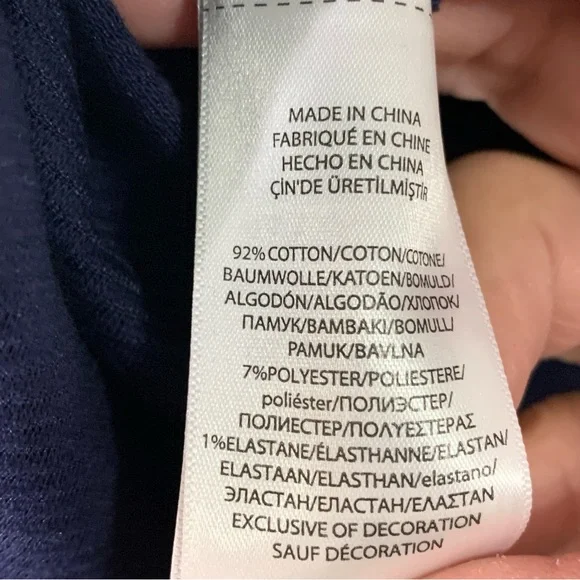 MADE IN CHINA
FABRIQUÉ EN CHINE
HECHO EN CHINA
ÇİN'DE ÜRETİLMİŞTİR
92% COTTON/COTON/COTONE/
BAUMWOLLE/KATOEN/BOMULD/
ALGODÓN/ALGODÃO/ХЛОПОК/
ПАМУК/BAMBAKI/BOMULL/
PAMUK/BAVLNA
7%POLYESTER/POLIESTERE/
poliéster/ПОЛИЭСТЕР/
ПОЛИЕСТЕР/ΠΟΛΥΕΣΤΕΡΑΣ
1%ELASTANE/ÉLASTHANNE/ELASTAN/
ELASTAAN/ELASTHAN/elastano/
ЭЛАСТАН/ЕЛАСТАН/ΕΛΑΣΤΑΝ
EXCLUSIVE OF DECORATION
SAUF DÉCORATION